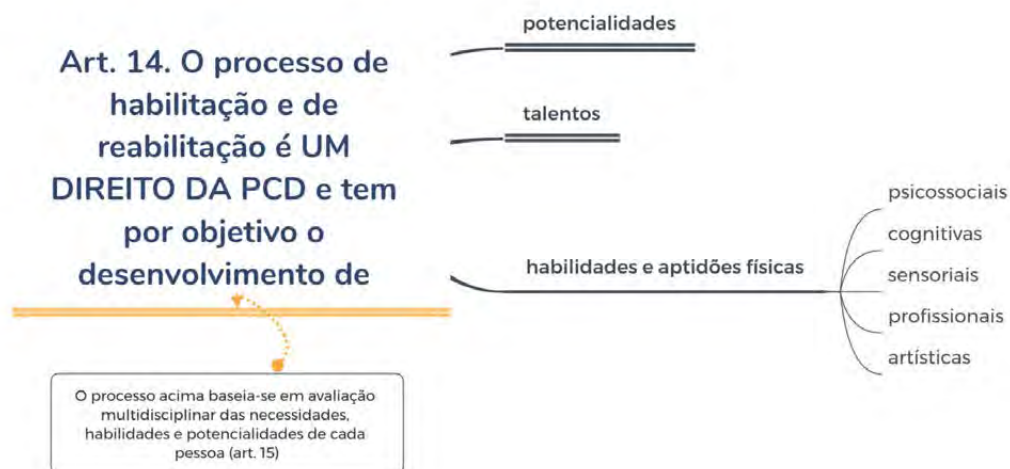 Art. 14. O processo de
habilitação e de
reabilitação é UM
DIREITO DA PCD e tem
por objetivo o
desenvolvimento de
potencialidades
talentos
habilidades e aptidões físicas
psicossociais
cognitivas
sensoriais
profissionais
artísticas
O processo acima baseia-se em avaliação
multidisciplinar das necessidades,
habilidades e potencialidades de cada
pessoa (art. 15)